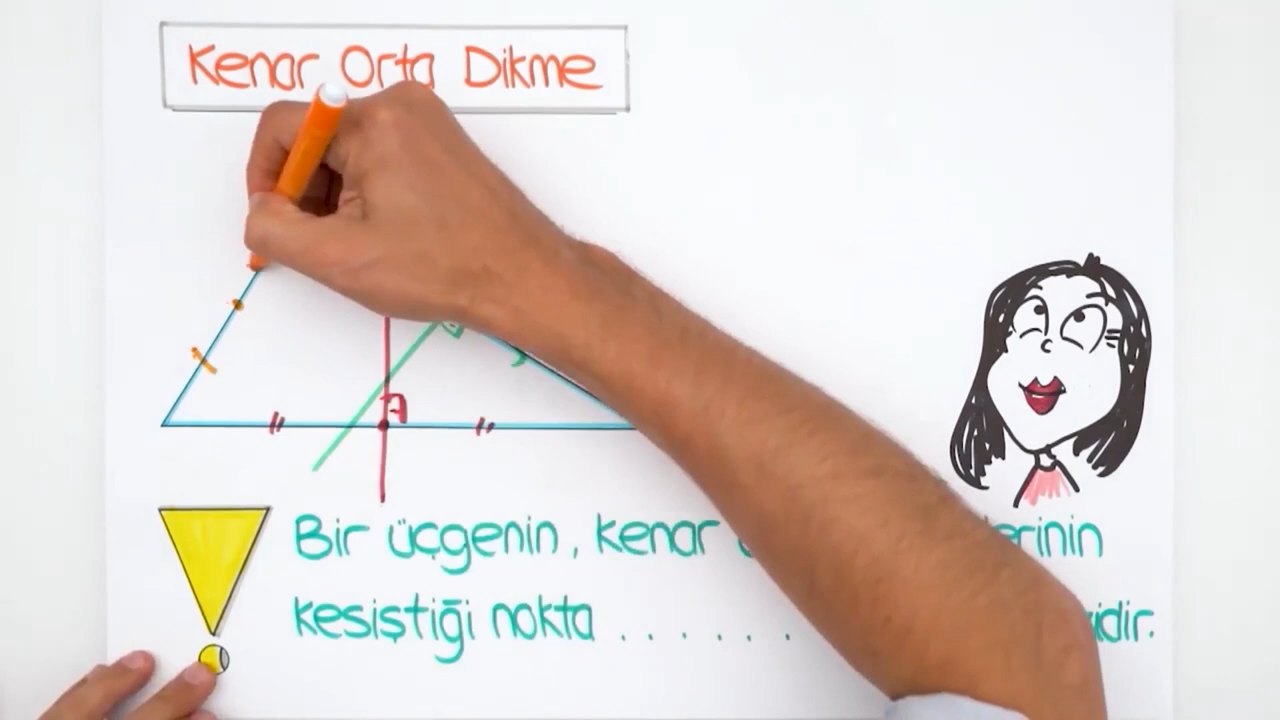 Kenar Orta Dikme
Bir üçgenin, kenar
kesiştiği nokta . . . . . .